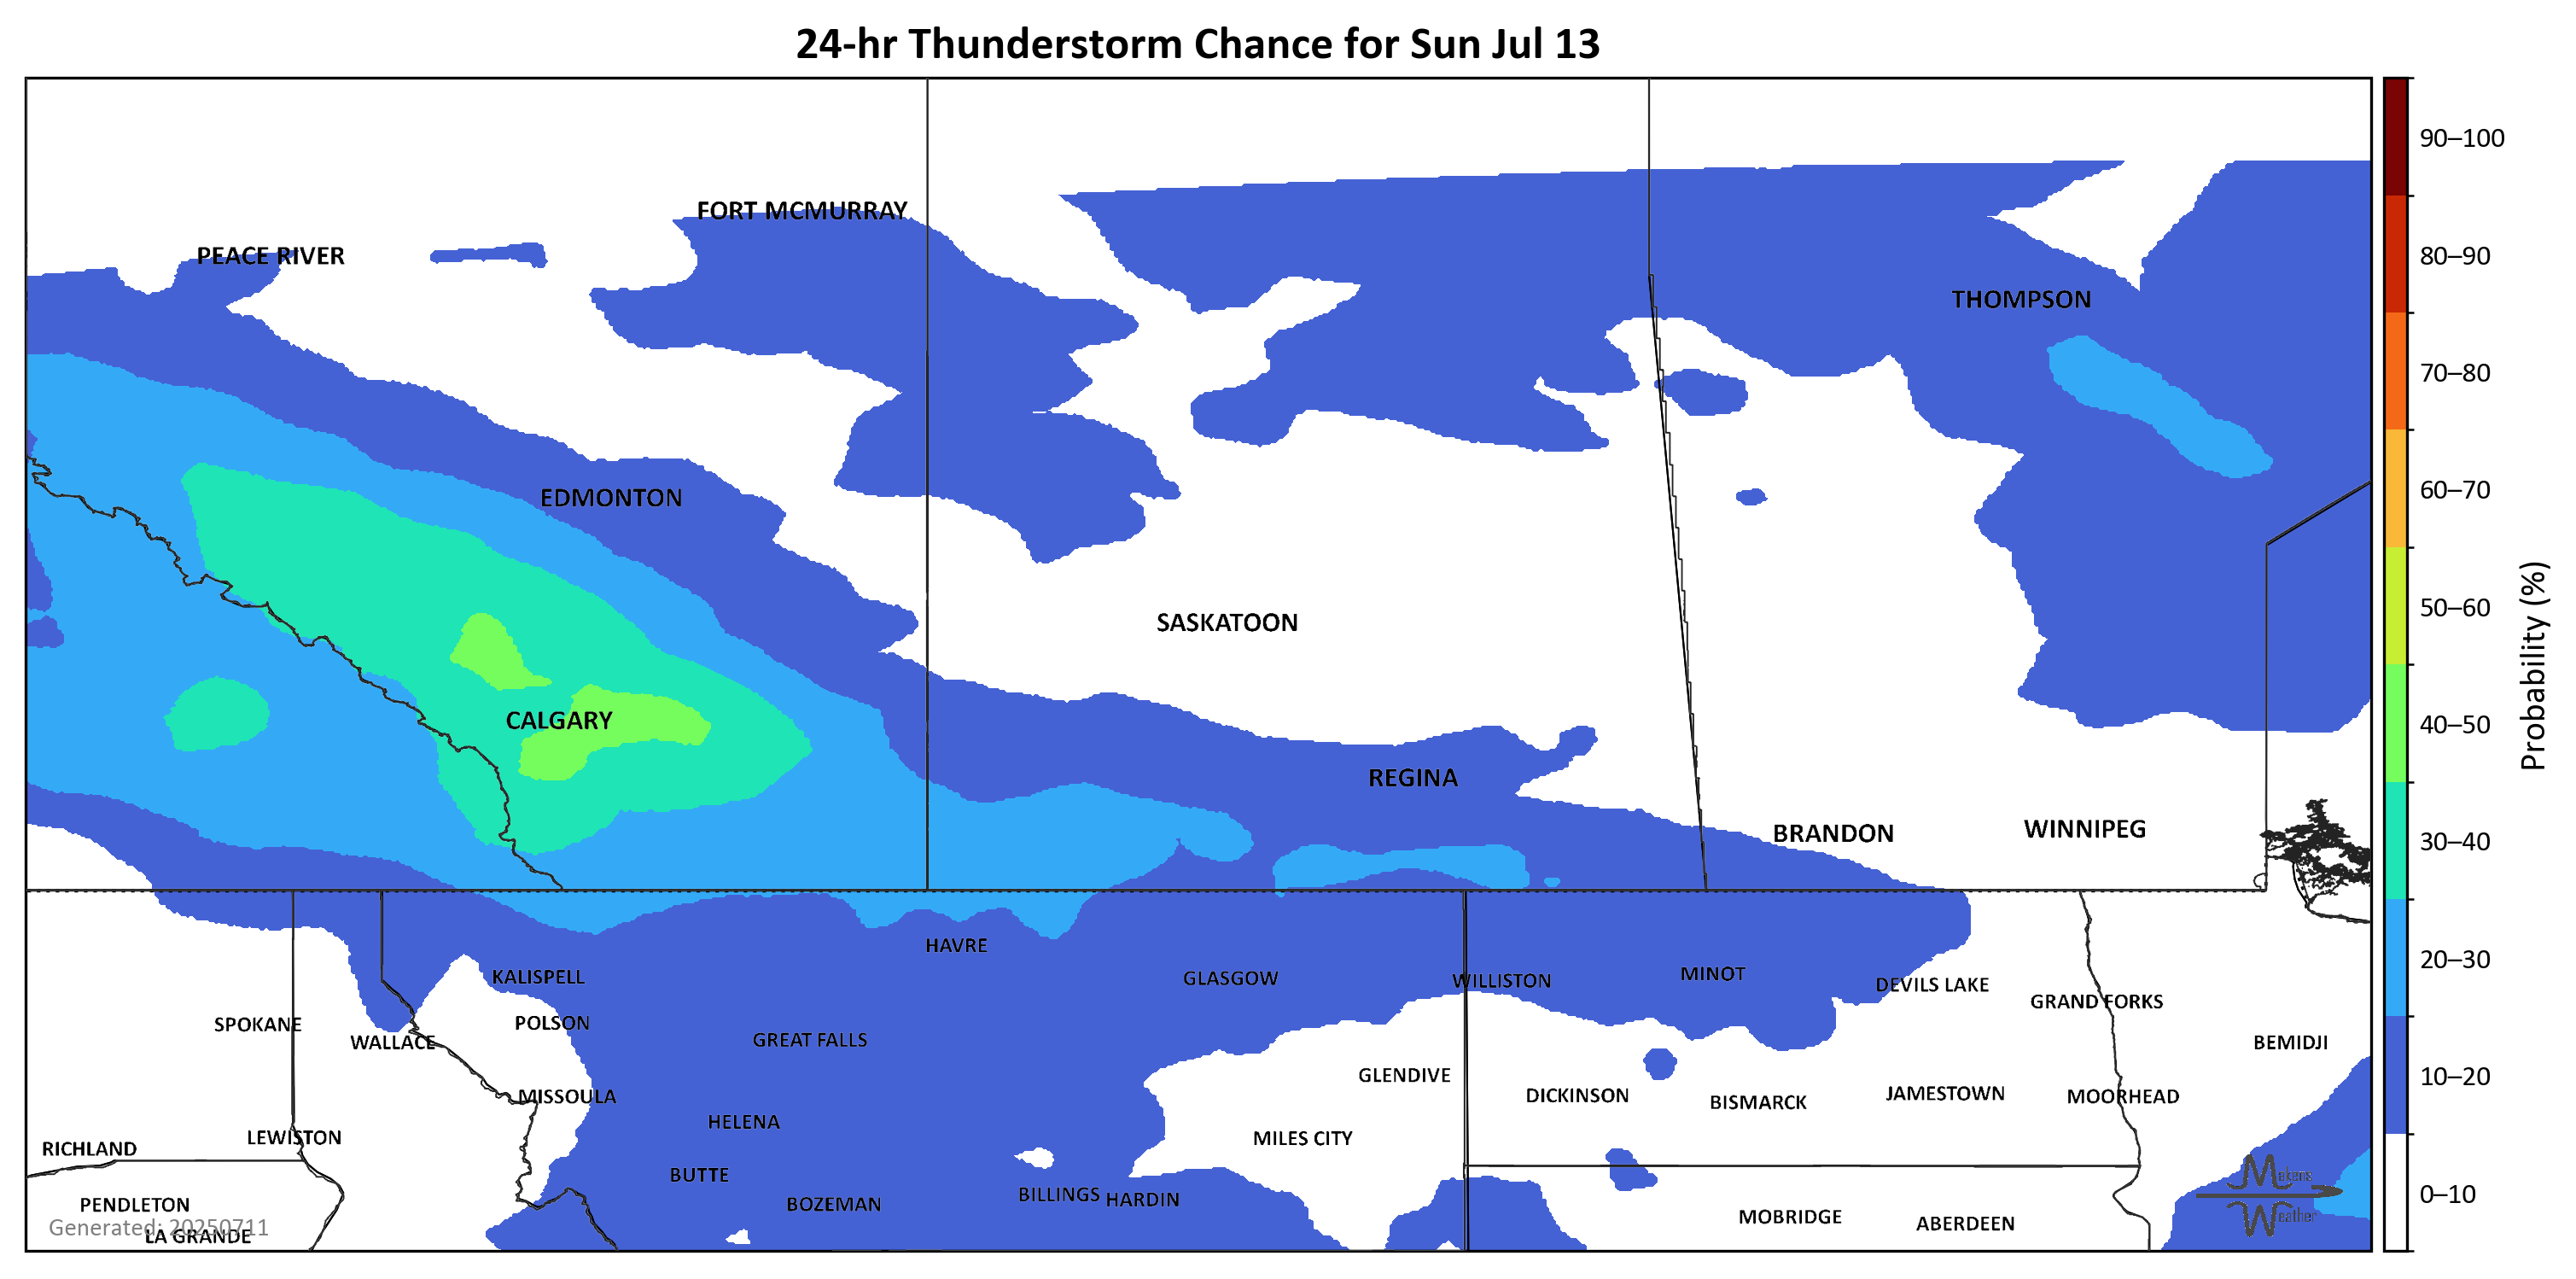 24-hr Thunderstorm Chance for Sun Jul 13
90–100
FORT MCMURRAY
PEACE RIVER
80–90
THOMPSON
70–80
EDMONTON
60–70
SASKATOON
50–60
CALGARY
40–50
Probability (%)
REGINA
BRANDON
WINNIPEG
30–40
HAVRE
20–30
KALISPELL
GLASGOW
WILLISTON
MINOT
DEVILS LAKE
GRAND FORKS
SPOKANE
POLSON
WALLACE
GREAT FALLS
BEMIDJI
GLENDIVE
10–20
MISSOULA
DICKINSON
BISMARCK
JAMESTOWN
MOORHEAD
HELENA
LEWISTON
MILES CITY
RICHLAND
BUTTE
Makens
Weather
0–10
PENDLETON
BOZEMAN
BILLINGS
HARDIN
MOBRIDGE
ABERDEEN
Generated: 20250711
LA GRANDE